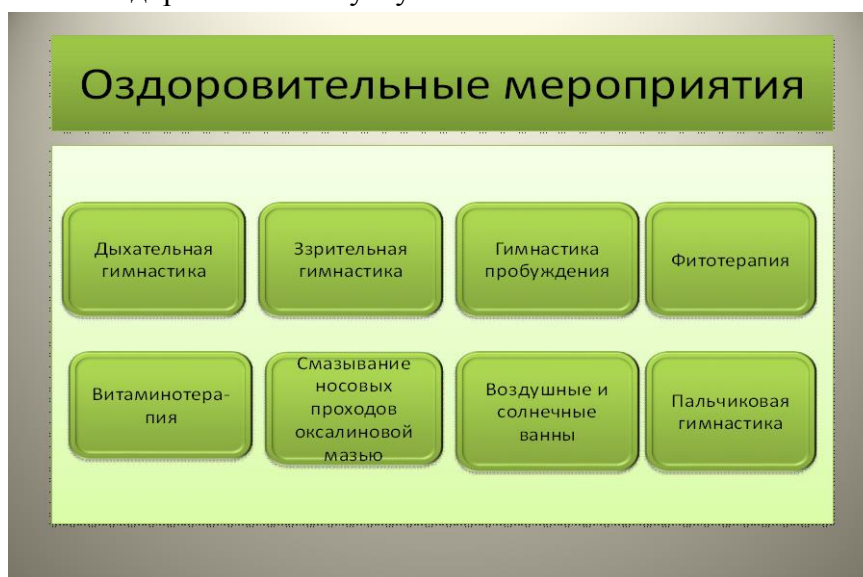 Оздоровительные мероприятия
Дыхательная
гимнастика
Ззрительная
гимнастика
Гимнастика
пробуждения
Фитотерапия
Витаминотера-
пия
Смазывание
носовых
проходов
оксалиновой
мазью
Воздушные и
солнечные
ванны
Пальчиковая
гимнастика